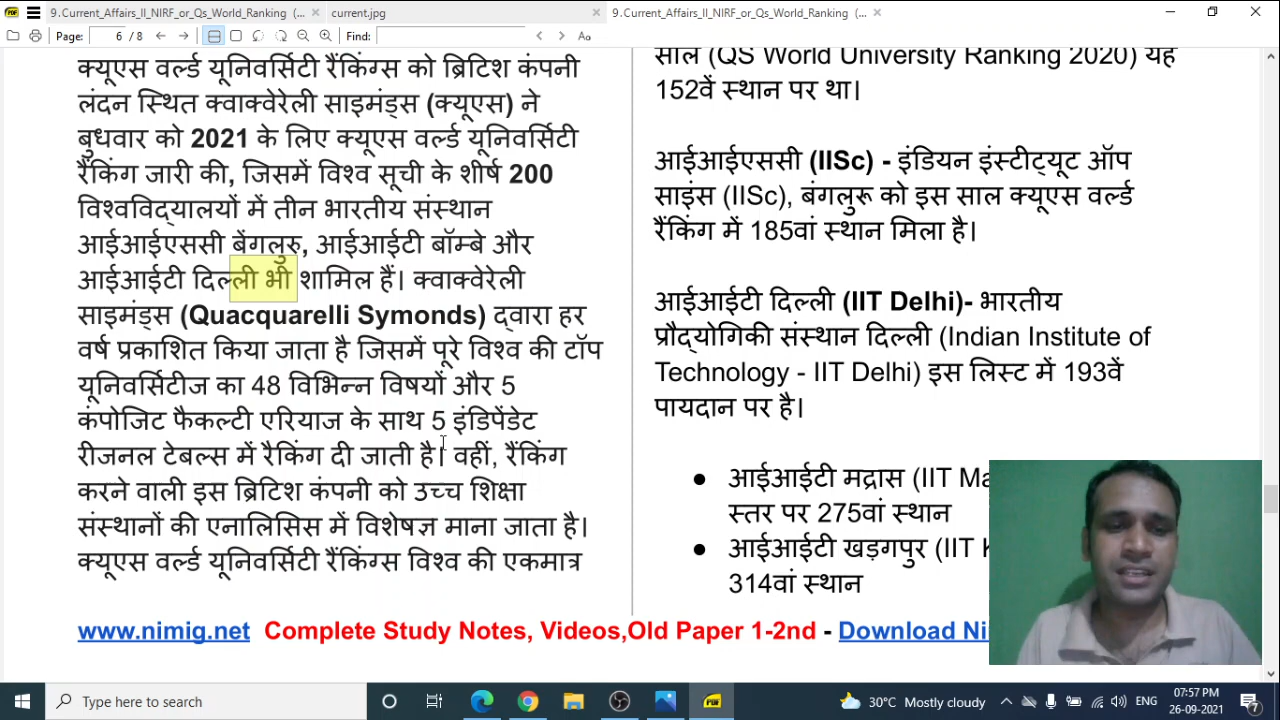 9.Current_Affairs_II_NIRF_or_Qs_World_Ranking (...
current.jpg
9.Current_Affairs_II_NIRF_or_Qs_World_Ranking (...
Page: 6 / 8 Find: Aa
क्यूएस वर्ल्ड यूनिवर्सिटी रैंकिंग्स को ब्रिटिश कंपनी
लंदन स्थित क्वाक्वेरेली साइमंड्स (क्यूएस) ने
बुधवार को 2021 के लिए क्यूएस वर्ल्ड यूनिवर्सिटी
रैंकिंग जारी की, जिसमें विश्व सूची के शीर्ष 200
विश्वविद्यालयों में तीन भारतीय संस्थान
आईआईएससी बेंगलुरु, आईआईटी बॉम्बे और
आईआईटी दिल्ली भी शामिल हैं। क्वाक्वेरेली
साइमंड्स (Quacquarelli Symonds) द्वारा हर
वर्ष प्रकाशित किया जाता है जिसमें पूरे विश्व की टॉप
यूनिवर्सिटीज का 48 विभिन्न विषयों और 5
कंपोजिट फैकल्टी एरियाज के साथ 5 इंडिपेंडेट
रीजनल टेबल्स में रैकिंग दी जाती है। वहीं, रैंकिंग
करने वाली इस ब्रिटिश कंपनी को उच्च शिक्षा
संस्थानों की एनालिसिस में विशेषज्ञ माना जाता है।
क्यूएस वर्ल्ड यूनिवर्सिटी रैंकिंग्स विश्व की एकमात्र
साल (QS World University Ranking 2020) यह
152वें स्थान पर था।
आईआईएससी (IISc) - इंडियन इंस्टीट्यूट ऑप
साइंस (IISc), बंगलुरू को इस साल क्यूएस वर्ल्ड
रैंकिंग में 185वां स्थान मिला है।
आईआईटी दिल्ली (IIT Delhi)- भारतीय
प्रौद्योगिकी संस्थान दिल्ली (Indian Institute of
Technology - IIT Delhi) इस लिस्ट में 193वें
पायदान पर है।
● आईआईटी मद्रास (IIT Ma
स्तर पर 275वां स्थान
● आईआईटी खड़गपुर (IIT K
314वां स्थान
www.nimig.net Complete Study Notes, Videos,Old Paper 1-2nd - Download Ni
Type here to search
30°C Mostly cloudy ENG 07:57 PM
26-09-2021 7